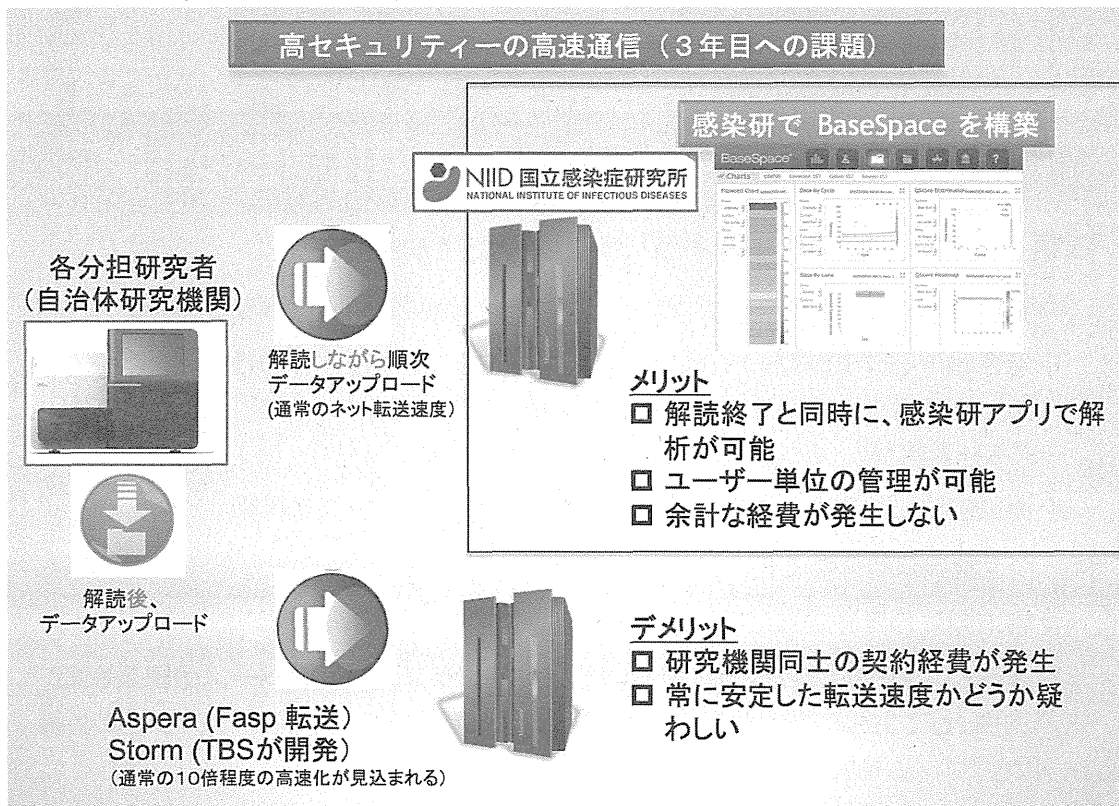 高セキュリティーの高速通信（３年目への課題）
感染研で BaseSpace を構築
BaseSpace
?
Charts
NIID 国立感染症研究所
NATIONAL INSTITUTE OF INFECTIOUS DISEASES
Data By Cycle
Data By Lane
各分担研究者
（自治体研究機関）
解読しながら順次
データアップロード
(通常のネット転送速度)
メリット
解読終了と同時に、感染研アプリで解
析が可能
ユーザー単位の管理が可能
余計な経費が発生しない
解読後、
データアップロード
Aspera (Fasp 転送)
Storm (TBSが開発)
(通常の10倍程度の高速化が見込まれる)
デメリット
研究機関同士の契約経費が発生
常に安定した転送速度かどうか疑
わしい